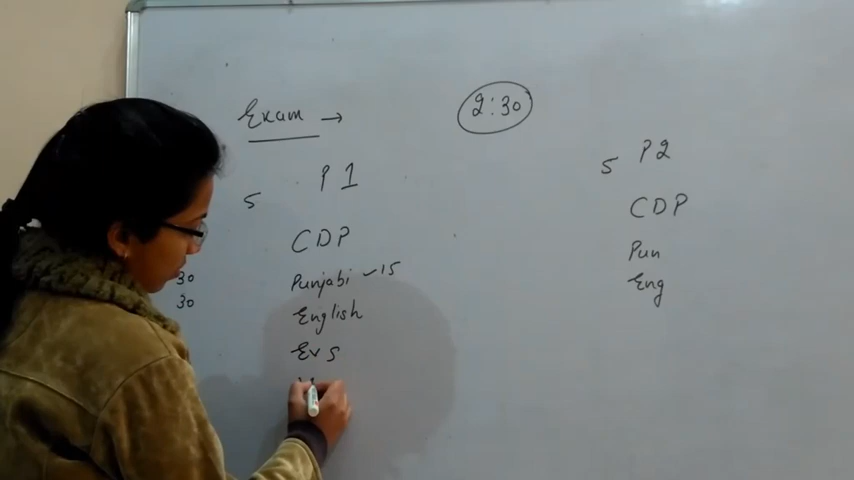 Exam → 2:30
5 P1
CDP
30 Punjabi - 15
30 English
EVS
5 P2
CDP
Pun
Eng